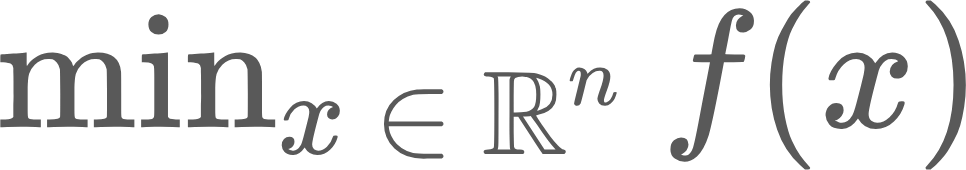 min_{x ∈ ℝ^n} f(x)